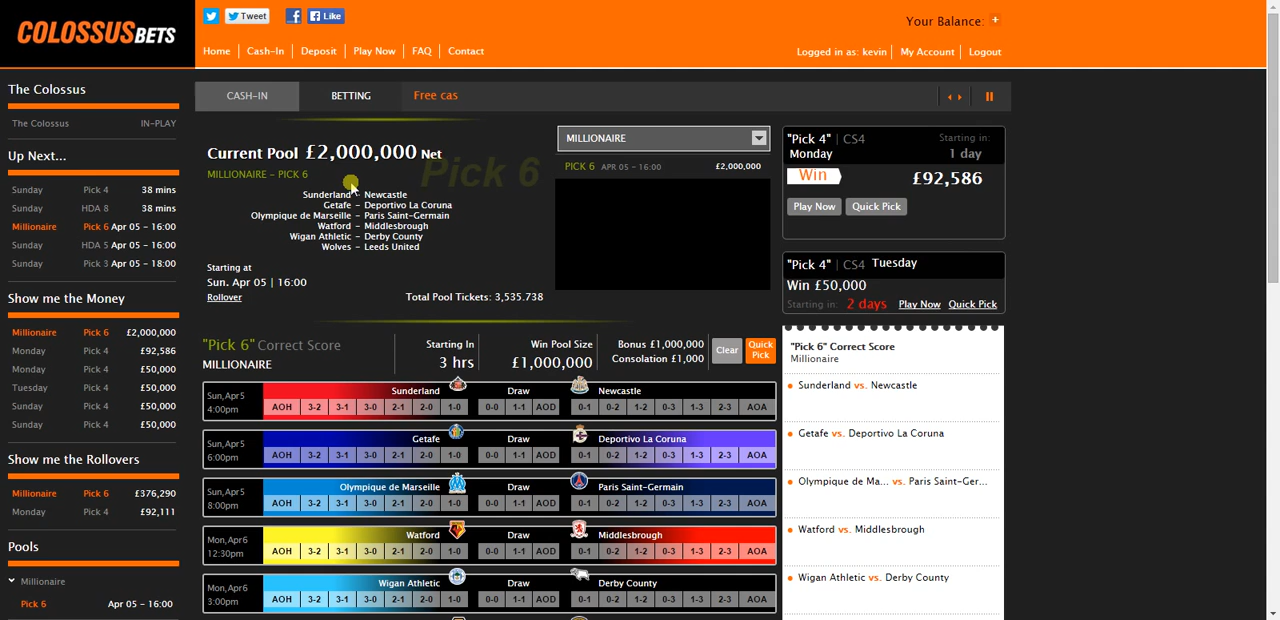 COLOSSUSBETS
Tweet
Like
Your Balance: +
Home Cash-In Deposit Play Now FAQ Contact
Logged in as: kevin My Account Logout
The Colossus
The Colossus IN-PLAY
Up Next...
Sunday Pick 4 38 mins
Sunday HDA 8 38 mins
Millionaire Pick 6 Apr 05 - 16:00
Sunday HDA 5 Apr 05 - 16:00
Sunday Pick 3 Apr 05 - 18:00
Show me the Money
Millionaire Pick 6 £2,000,000
Monday Pick 4 £92,586
Monday Pick 4 £50,000
Tuesday Pick 4 £50,000
Sunday Pick 4 £50,000
Sunday Pick 4 £50,000
Show me the Rollovers
Millionaire Pick 6 £376,290
Monday Pick 4 £92,111
Pools
Millionaire
Pick 6 Apr 05 - 16:00
CASH-IN BETTING Free cas
Current Pool £2,000,000 Net
MILLIONAIRE - PICK 6
Pick 6
Sunderland - Newcastle
Getafe - Deportivo La Coruna
Olympique de Marseille - Paris Saint-Germain
Watford - Middlesbrough
Wigan Athletic - Derby County
Wolves - Leeds United
Starting at
Sun. Apr 05 | 16:00
Rollover
Total Pool Tickets: 3,535.738
MILLIONAIRE
PICK 6 APR 05 - 16:00 £2,000,000
"Pick 4" CS4 Starting in:
Monday 1 day
Win £92,586
Play Now Quick Pick
"Pick 4" CS4 Tuesday
Win £50,000
Starting in: 2 days Play Now Quick Pick
"Pick 6" Correct Score
MILLIONAIRE
Starting In
3 hrs
Win Pool Size
£1,000,000
Bonus £1,000,000
Consolation £1,000
Clear
Quick
Pick
Sun,Apr5
4:00pm
Sunderland Draw Newcastle
AOH 3-2 3-1 3-0 2-1 2-0 1-0 0-0 1-1 AOD 0-1 0-2 1-2 0-3 1-3 2-3 AOA
Sun,Apr5
6:00pm
Getafe Draw Deportivo La Coruna
AOH 3-2 3-1 3-0 2-1 2-0 1-0 0-0 1-1 AOD 0-1 0-2 1-2 0-3 1-3 2-3 AOA
Sun,Apr5
8:00pm
Olympique de Marseille Draw Paris Saint-Germain
AOH 3-2 3-1 3-0 2-1 2-0 1-0 0-0 1-1 AOD 0-1 0-2 1-2 0-3 1-3 2-3 AOA
Mon,Apr6
12:30pm
Watford Draw Middlesbrough
AOH 3-2 3-1 3-0 2-1 2-0 1-0 0-0 1-1 AOD 0-1 0-2 1-2 0-3 1-3 2-3 AOA
Mon,Apr6
3:00pm
Wigan Athletic Draw Derby County
AOH 3-2 3-1 3-0 2-1 2-0 1-0 0-0 1-1 AOD 0-1 0-2 1-2 0-3 1-3 2-3 AOA
"Pick 6" Correct Score
Millionaire
Sunderland vs. Newcastle
Getafe vs. Deportivo La Coruna
Olympique de Ma... vs. Paris Saint-Ger...
Watford vs. Middlesbrough
Wigan Athletic vs. Derby County